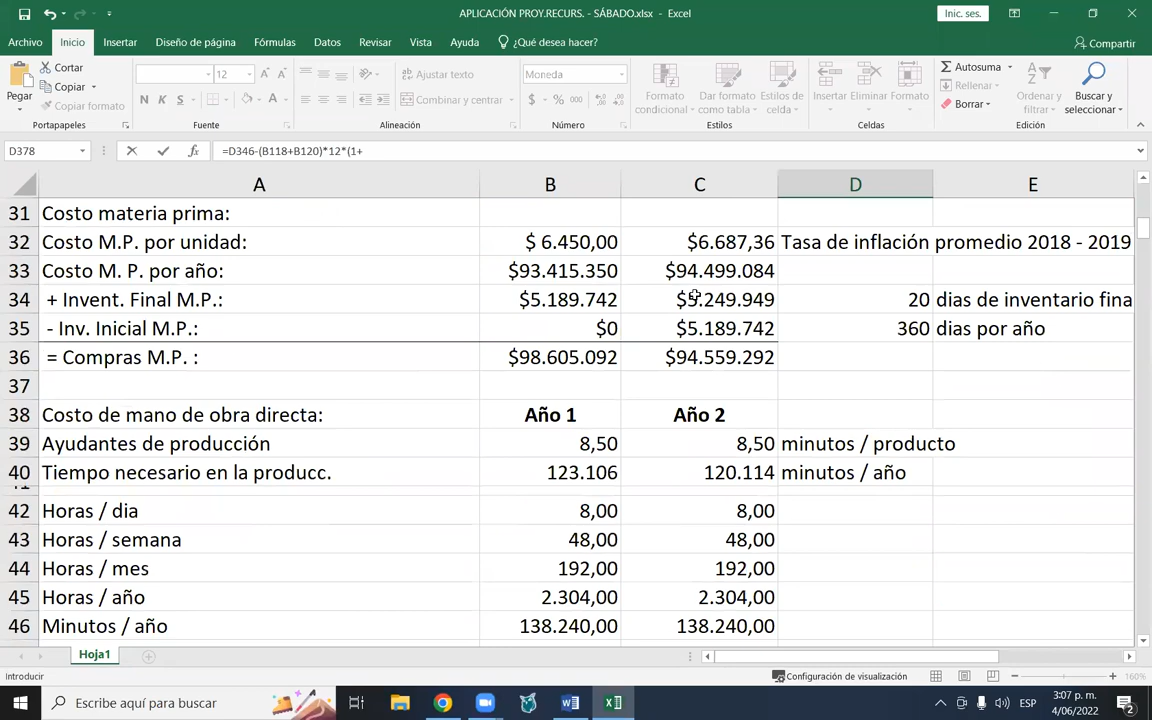 APLICACIÓN PROY.RECURS. - SÁBADO.xlsx - Excel
Inic. ses.
Archivo Inicio Insertar Diseño de página Fórmulas Datos Revisar Vista Ayuda ¿Qué desea hacer? Compartir
Pegar
Cortar
Copiar
Copiar formato
Portapapeles
12
N K S
Fuente
Ajustar texto
Combinar y centrar
Alineación
Moneda
$ % 000
Número
Formato condicional
Dar formato como tabla
Estilos de celda
Estilos
Insertar Eliminar Formato
Celdas
Autosuma
Rellenar
Borrar
Ordenar y filtrar
Buscar y seleccionar
Edición
D378 fx =D346-(B118+B120)*12*(1+
A B C D E
31 Costo materia prima:
32 Costo M.P. por unidad: $ 6.450,00 $6.687,36 Tasa de inflación promedio 2018 - 2019
33 Costo M. P. por año: $93.415.350 $94.499.084
34 + Invent. Final M.P.: $5.189.742 $5.249.949 20 dias de inventario fina
35 - Inv. Inicial M.P.: $0 $5.189.742 360 dias por año
36 = Compras M.P. : $98.605.092 $94.559.292
37
38 Costo de mano de obra directa: Año 1 Año 2
39 Ayudantes de producción 8,50 8,50 minutos / producto
40 Tiempo necesario en la producc. 123.106 120.114 minutos / año
42 Horas / dia 8,00 8,00
43 Horas / semana 48,00 48,00
44 Horas / mes 192,00 192,00
45 Horas / año 2.304,00 2.304,00
46 Minutos / año 138.240,00 138.240,00
Hoja1
Introducir Configuración de visualización 160%
Escribe aquí para buscar
ESP
3:07 p. m.
4/06/2022
2